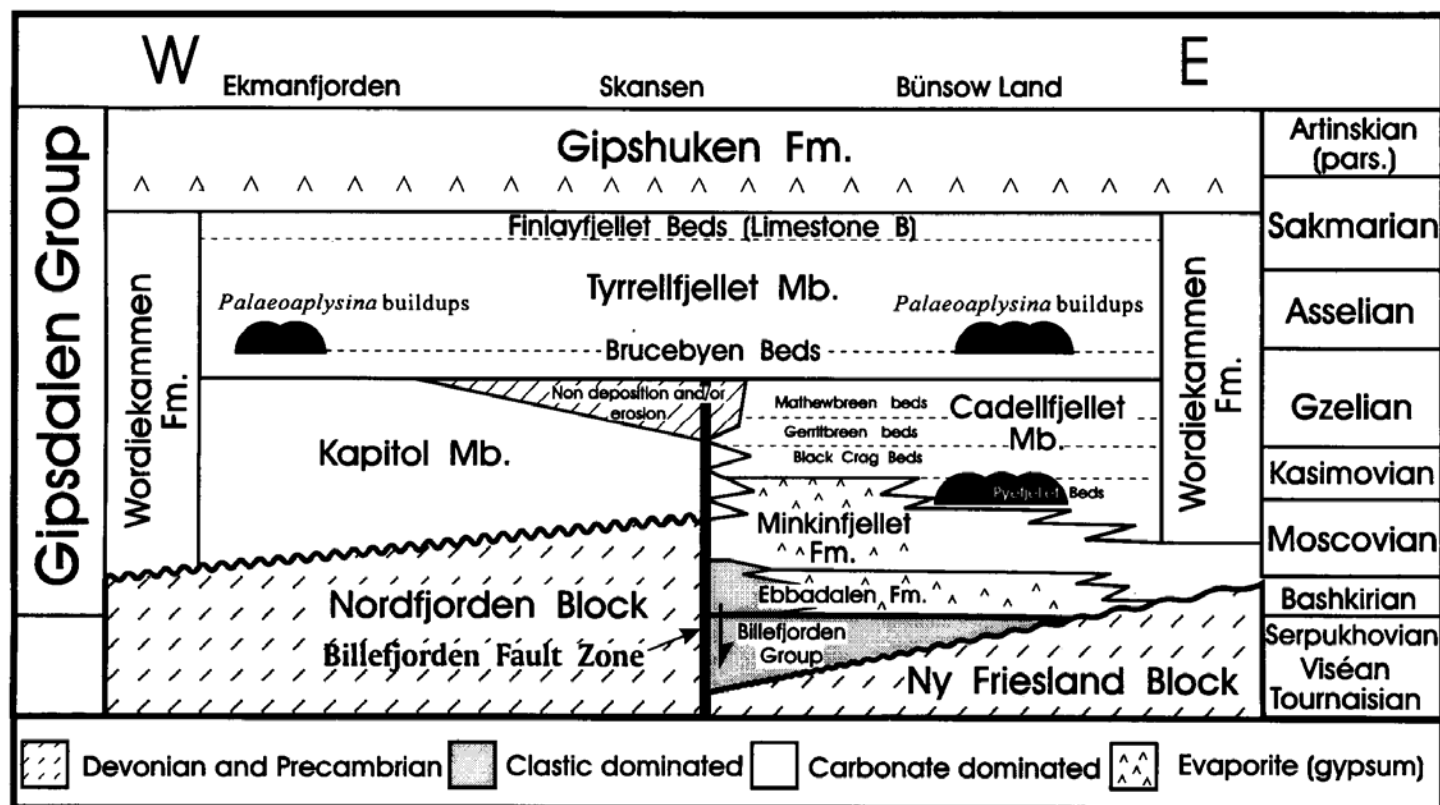 W
E
Ekmanfjorden
Skansen
Bünsow Land
Gipsdalen Group
Gipshuken Fm.
Artinskian
(pars.)
Sakmarian
Asselian
Gzelian
Kasimovian
Moscovian
Bashkirian
Serpukhovian
Viséan
Tournaisian
Wordiekammen
Fm.
Finlayfjellet Beds (Limestone B)
Tyrrellfjellet Mb.
Palaeoaplysina buildups
Palaeoaplysina buildups
Brucebyen Beds
Wordiekammen
Fm.
Non deposition and/or
erosion
Kapitol Mb.
Mathewbreen beds
Cadellfjellet
Mb.
Gerritbreen beds
Black Crag Beds
Pyefjellet Beds
Minkinfjellet
Fm.
Ebbadalen Fm.
Nordfjorden Block
Billefjorden Fault Zone
Billefjorden
Group
Ny Friesland Block
Devonian and Precambrian
Clastic dominated
Carbonate dominated
Evaporite (gypsum)